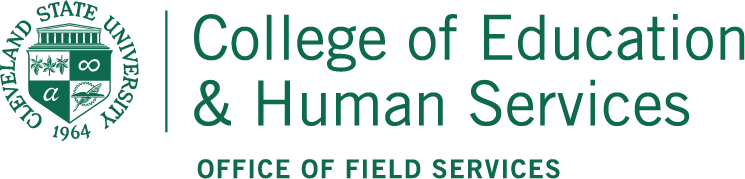 CLEVELAND STATE UNIVERSITY
∞
a
1964
College of Education
& Human Services
OFFICE OF FIELD SERVICES